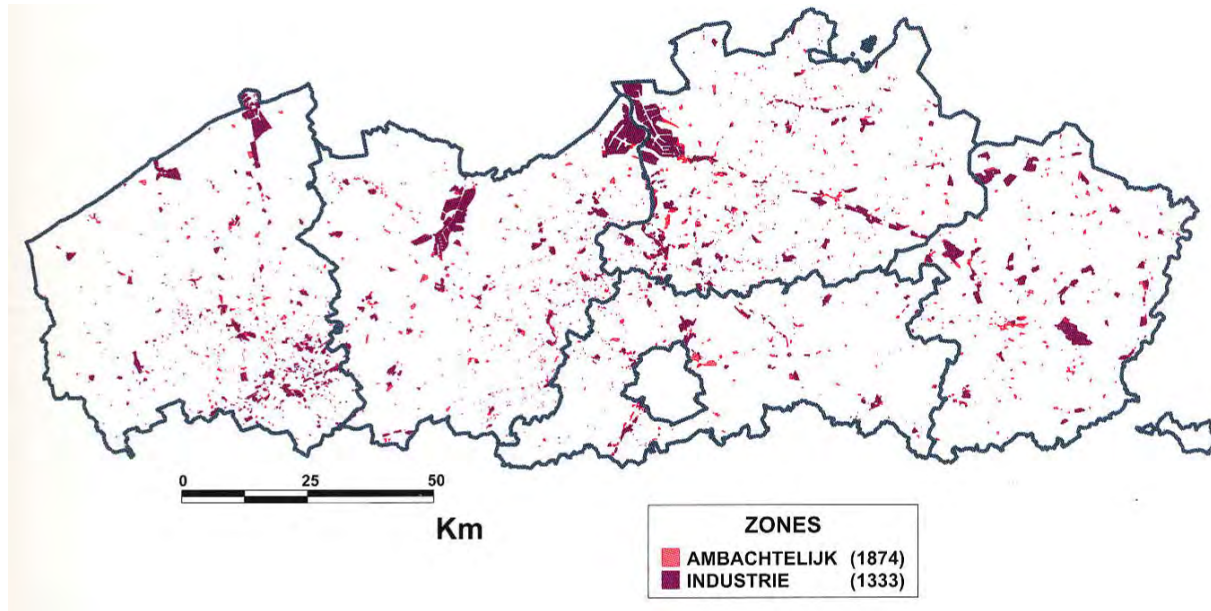 0 25 50
Km
ZONES
AMBACHTELIJK (1874)
INDUSTRIE (1333)